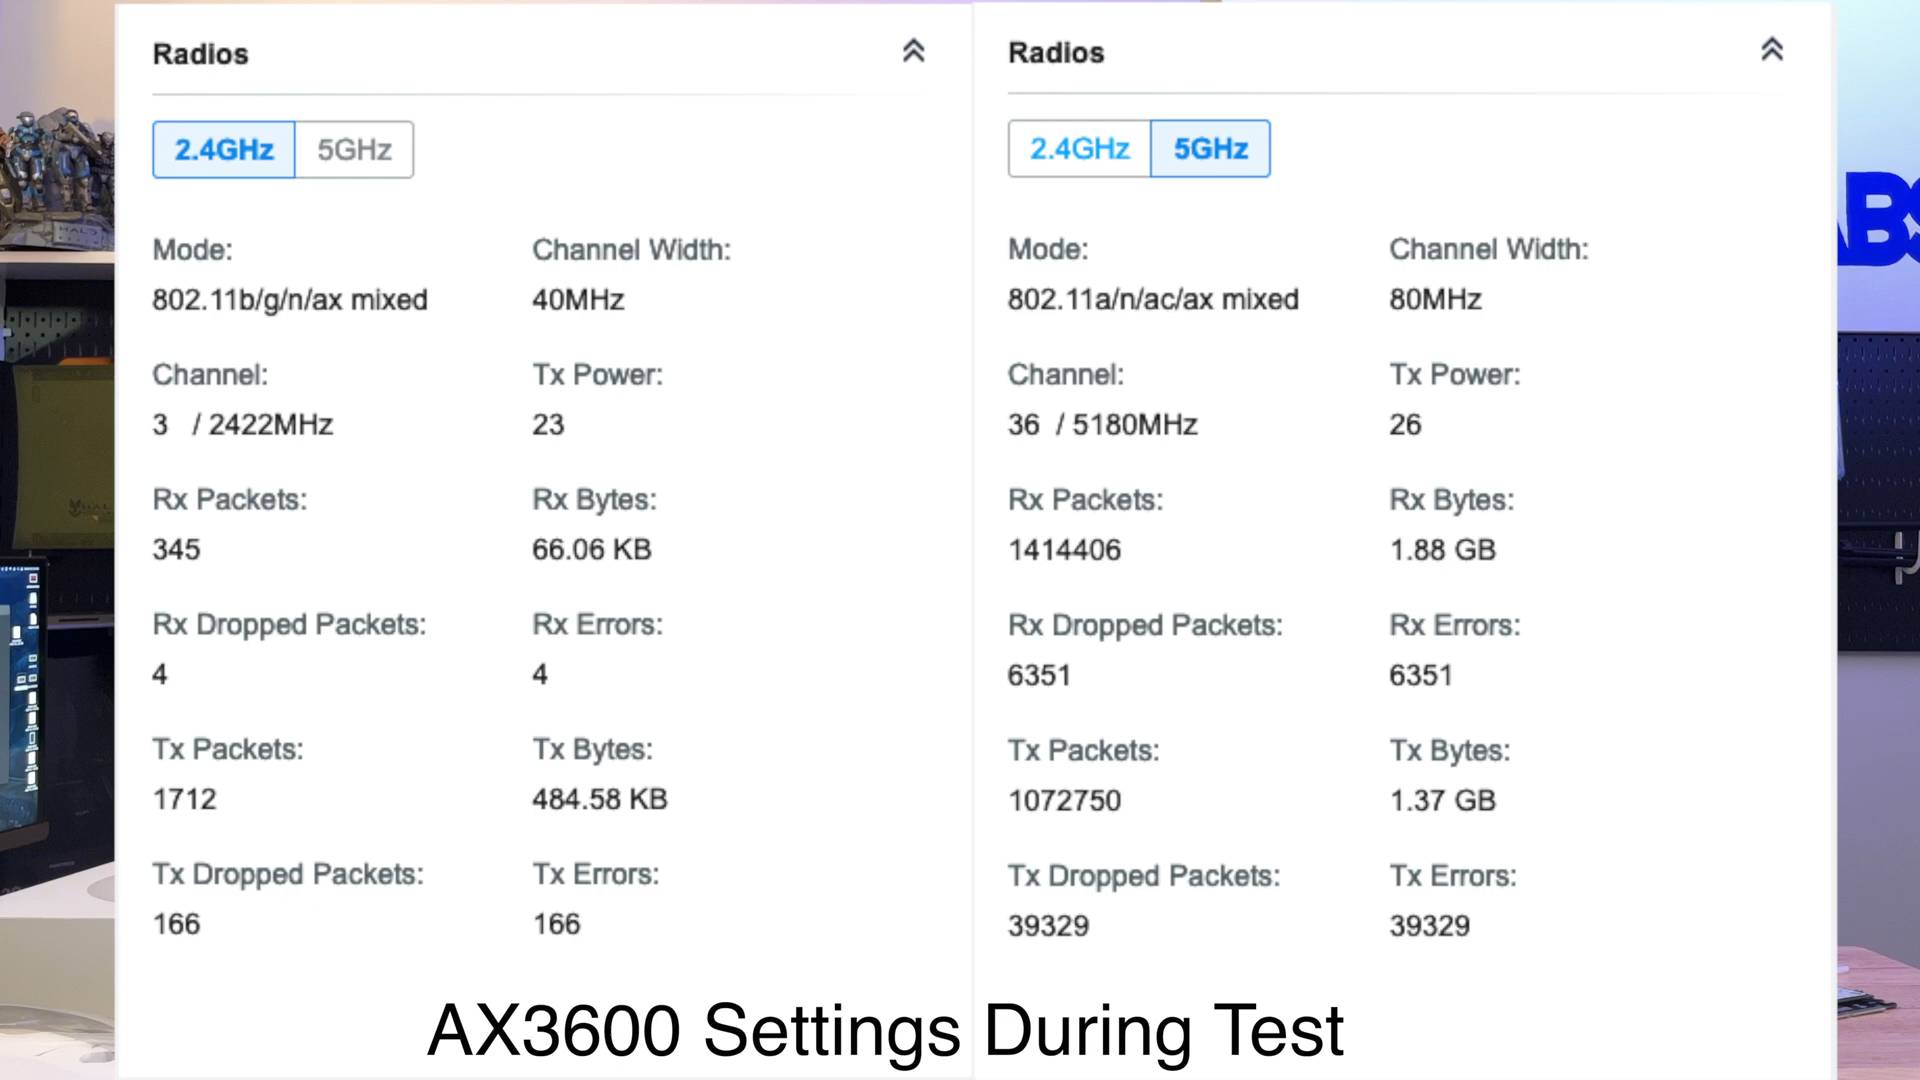 Radios
2.4GHz 5GHz
Mode: Channel Width:
802.11b/g/n/ax mixed 40MHz
Channel: Tx Power:
3 / 2422MHz 23
Rx Packets: Rx Bytes:
345 66.06 KB
Rx Dropped Packets: Rx Errors:
4 4
Tx Packets: Tx Bytes:
1712 484.58 KB
Tx Dropped Packets: Tx Errors:
166 166
Radios
2.4GHz 5GHz
Mode: Channel Width:
802.11a/n/ac/ax mixed 80MHz
Channel: Tx Power:
36 / 5180MHz 26
Rx Packets: Rx Bytes:
1414406 1.88 GB
Rx Dropped Packets: Rx Errors:
6351 6351
Tx Packets: Tx Bytes:
1072750 1.37 GB
Tx Dropped Packets: Tx Errors:
39329 39329
AX3600 Settings During Test
HALO